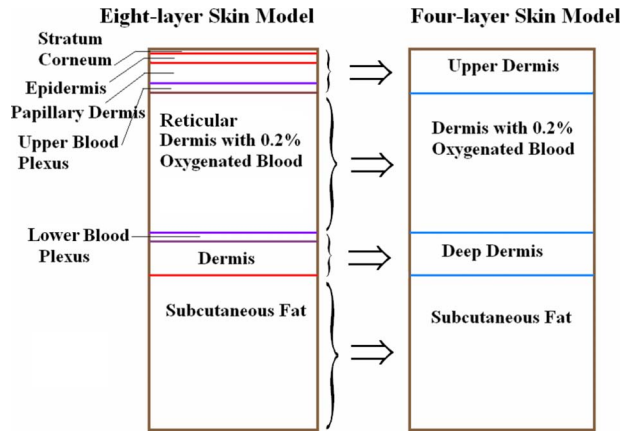 Eight-layer Skin Model
Four-layer Skin Model
Stratum
Corneum
Epidermis
Papillary Dermis
Upper Blood
Plexus
Reticular
Dermis with 0.2%
Oxygenated Blood
Lower Blood
Plexus
Dermis
Subcutaneous Fat
Upper Dermis
Dermis with 0.2%
Oxygenated Blood
Deep Dermis
Subcutaneous Fat